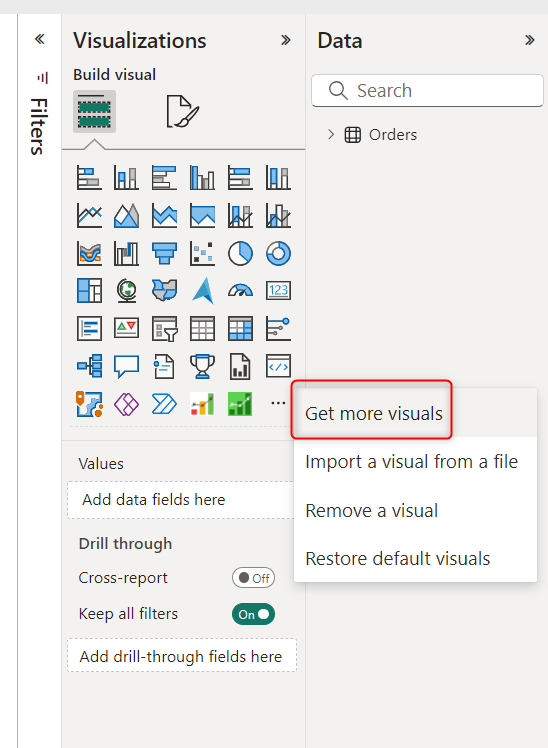 Visualizations
Data
Build visual
Filters
Search
Orders
123
Get more visuals
Import a visual from a file
Remove a visual
Restore default visuals
Values
Add data fields here
Drill through
Cross-report
Off
Keep all filters
On
Add drill-through fields here